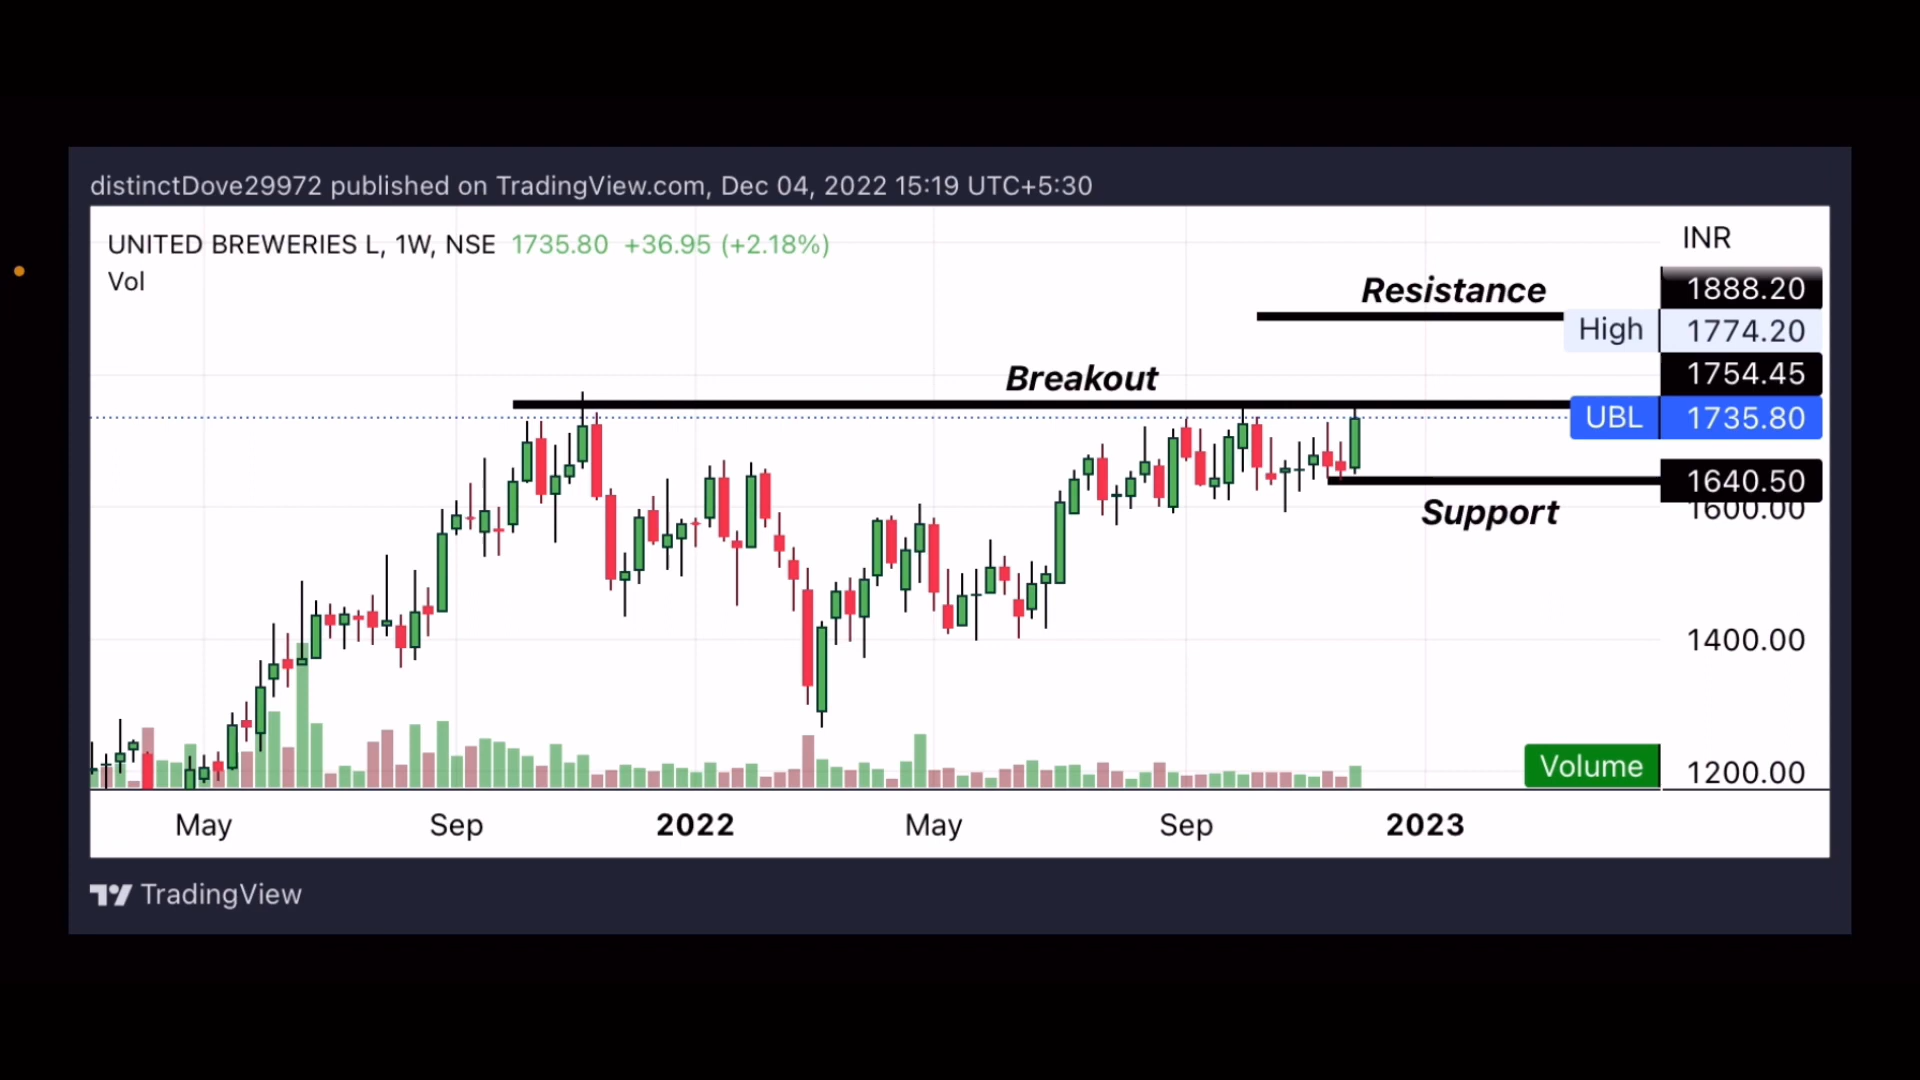 distinctDove29972 published on TradingView.com, Dec 04, 2022 15:19 UTC+5:30
UNITED BREWERIES L, 1W, NSE 1735.80 +36.95 (+2.18%)
Vol
INR
Resistance
1888.20
High 1774.20
Breakout
1754.45
UBL 1735.80
1640.50
Support
1600.00
1400.00
Volume
1200.00
May Sep 2022 May Sep 2023
TradingView